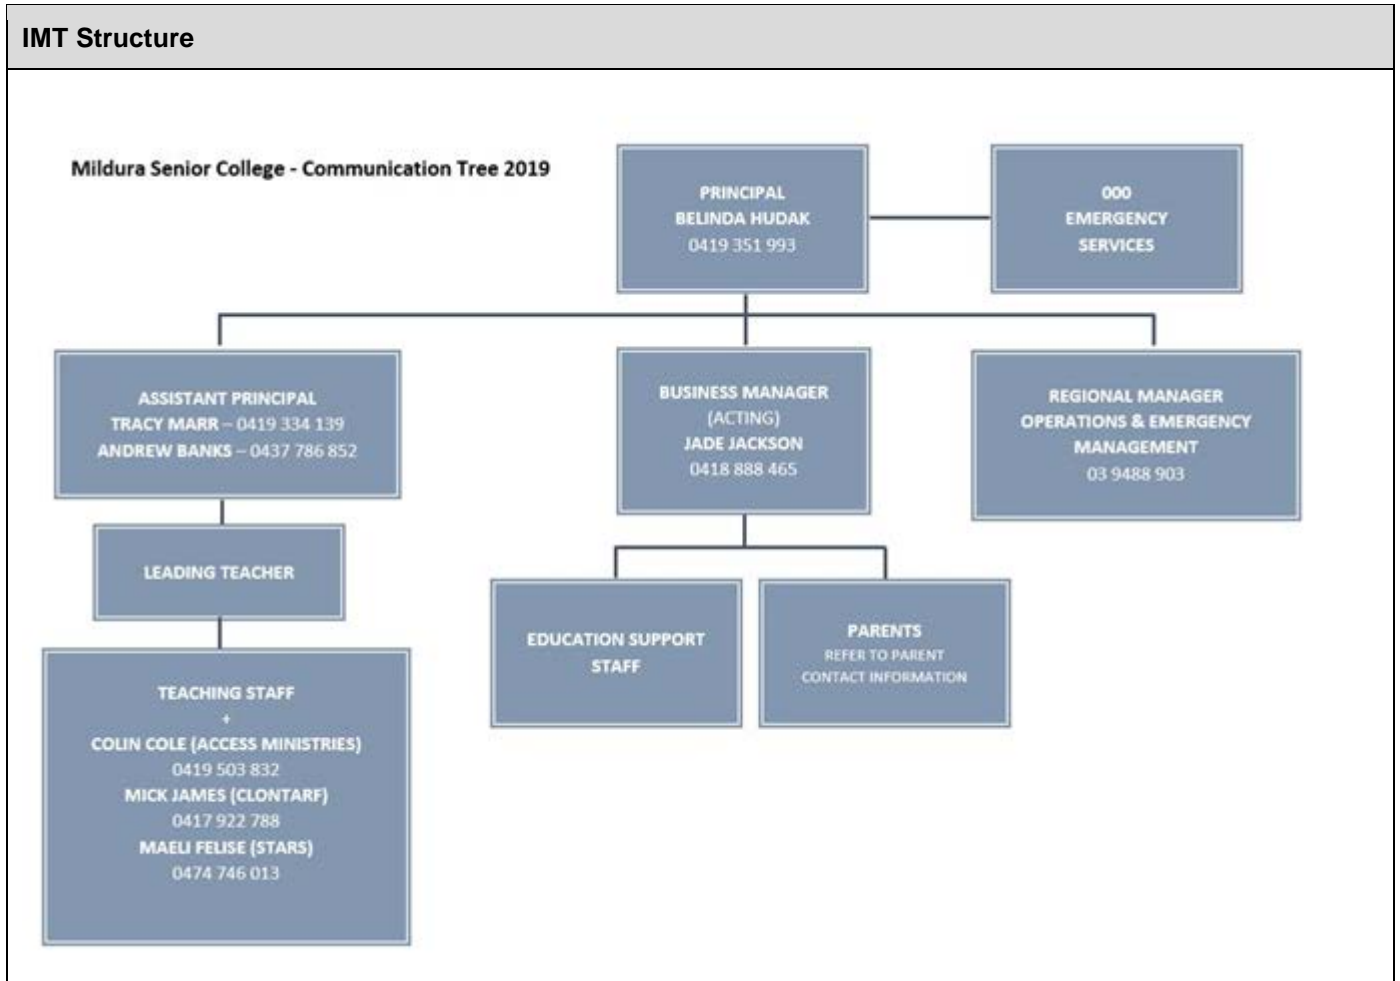 IMT Structure
Mildura Senior College - Communication Tree 2019
PRINCIPAL
BELINDA HUDAK
0419 351 993
000
EMERGENCY
SERVICES
ASSISTANT PRINCIPAL
TRACY MARR – 0419 334 139
ANDREW BANKS – 0437 786 852
BUSINESS MANAGER
(ACTING)
JADE JACKSON
0418 888 465
REGIONAL MANAGER
OPERATIONS & EMERGENCY
MANAGEMENT
03 9488 903
LEADING TEACHER
EDUCATION SUPPORT
STAFF
PARENTS
REFER TO PARENT
CONTACT INFORMATION
TEACHING STAFF
+
COLIN COLE (ACCESS MINISTRIES)
0419 503 832
MICK JAMES (CLONTARF)
0417 922 788
MAELI FELISE (STARS)
0474 746 013